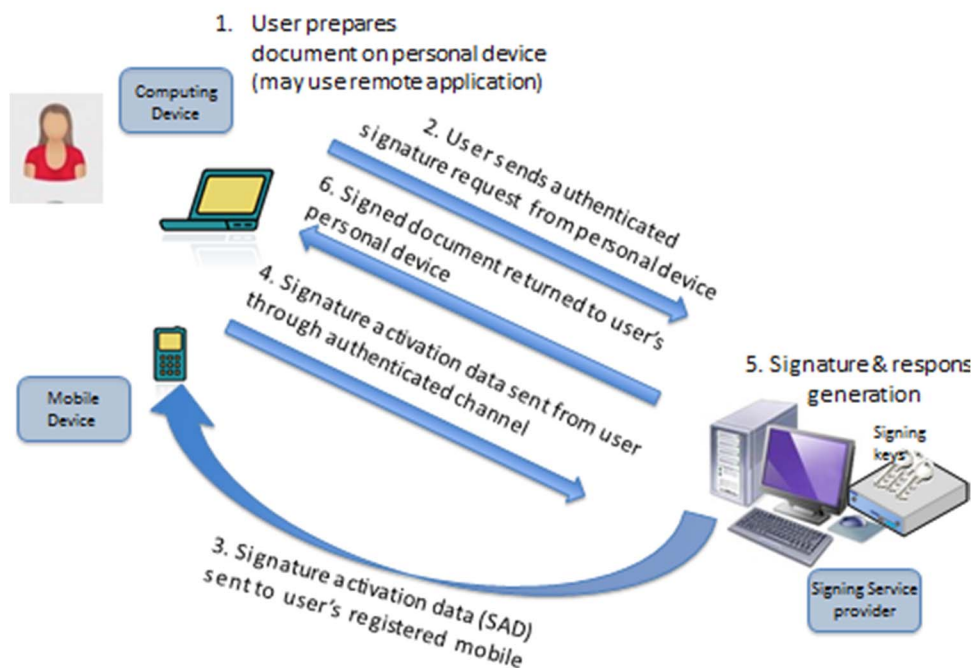 1. User prepares
document on personal device
(may use remote application)
Computing
Device
2. User sends authenticated
signature request from personal device
6. Signed document returned to user's
personal device
4. Signature activation data sent from user
through authenticated channel
Mobile
Device
5. Signature & respons
generation
Signing
keys
3. Signature activation data (SAD)
sent to user's registered mobile
Signing Service
provider